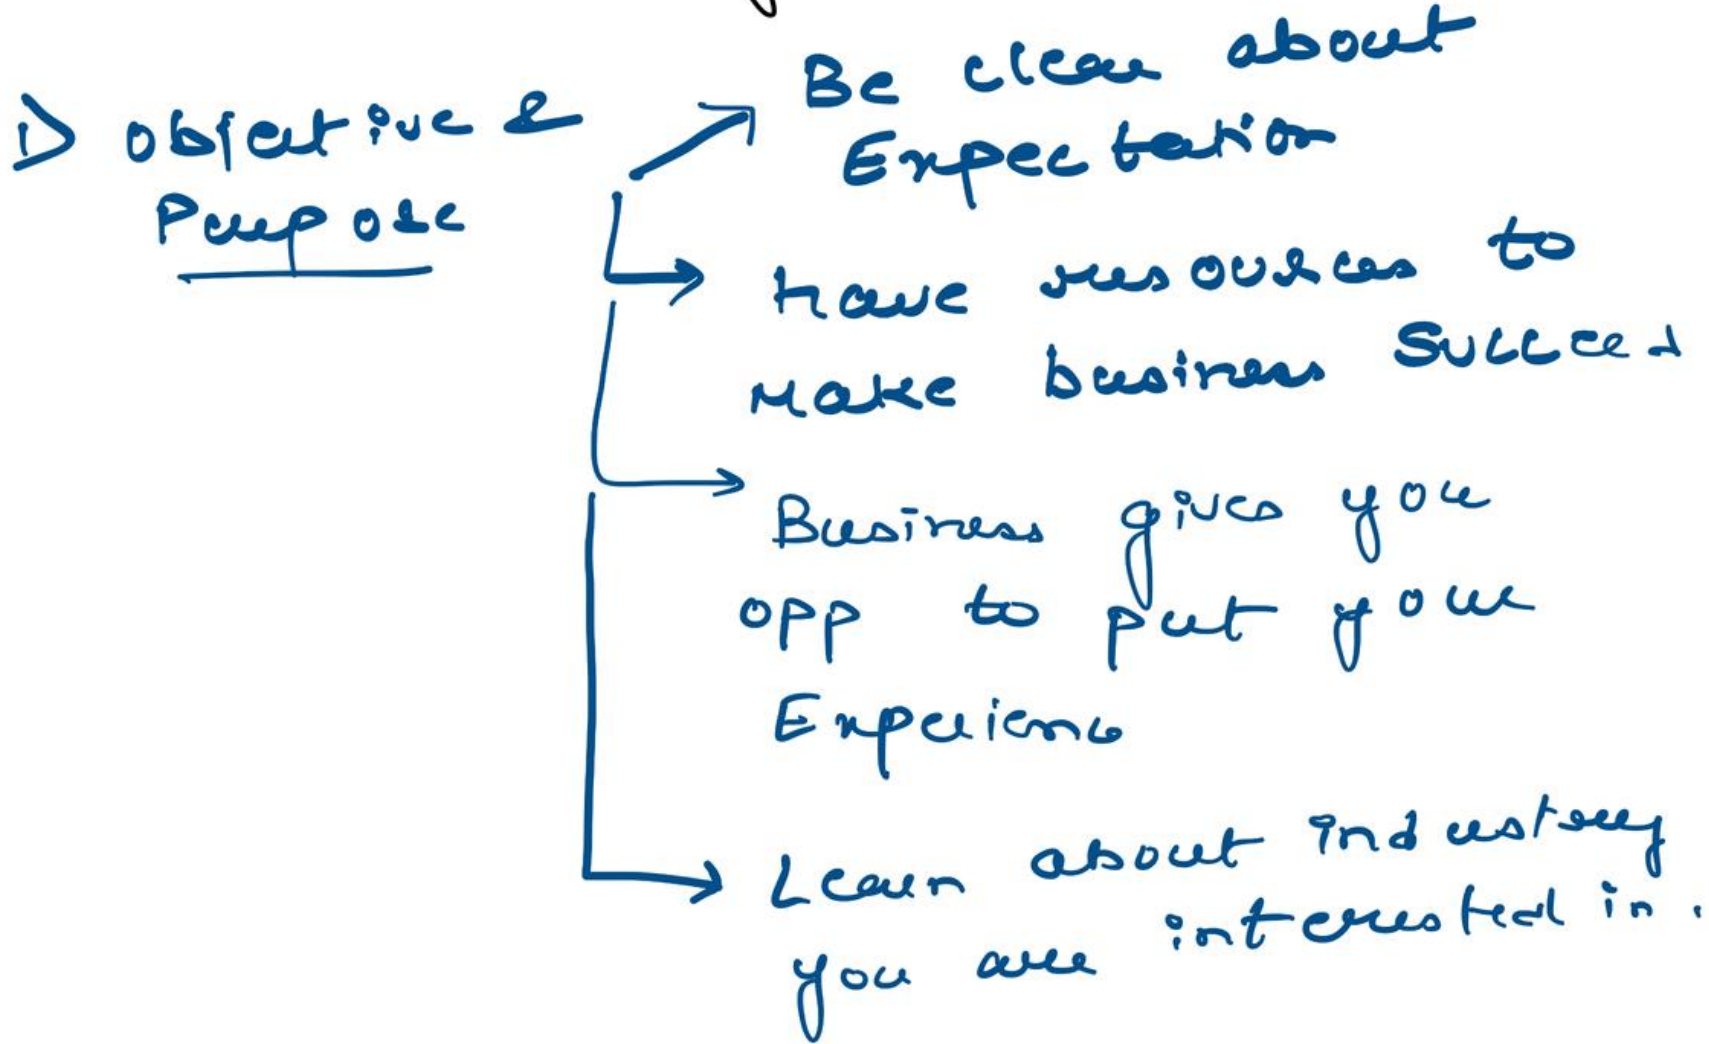 1) Objective &
Purpose
Be clear about
Expectation
Have resources to
Make business Succeed
Business gives you
opp to put your
Experience
Learn about industry
you are interested in.